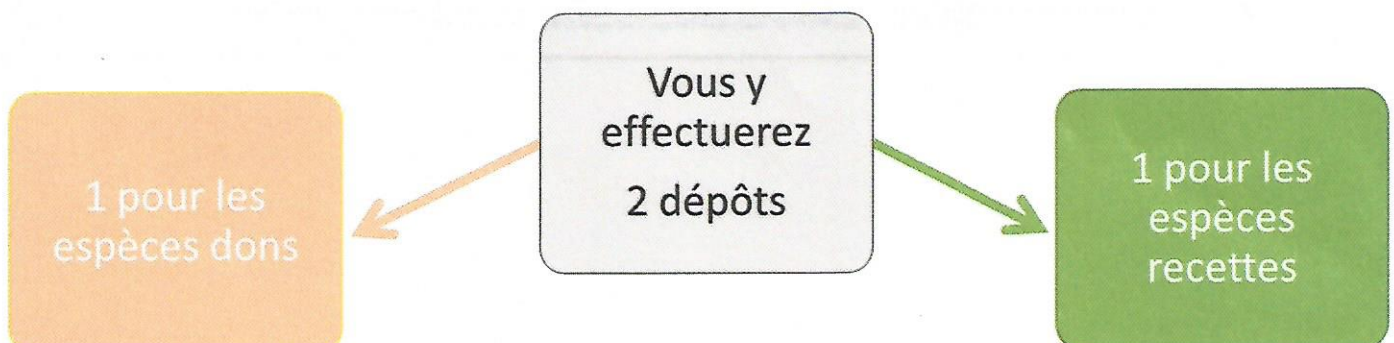 Vous y
effectuerez
2 dépôts
1 pour les
espèces dons
1 pour les
espèces
recettes